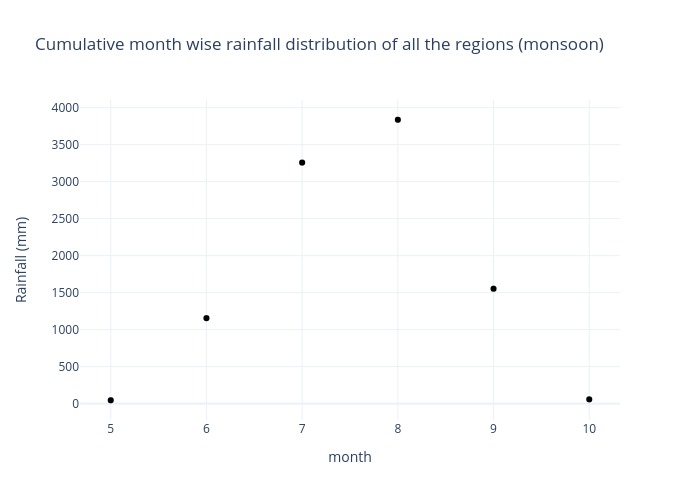 Cumulative month wise rainfall distribution of all the regions (monsoon)
4000
3500
3000
2500
2000
1500
1000
500
0
Rainfall (mm)
5 6 7 8 9 10
month